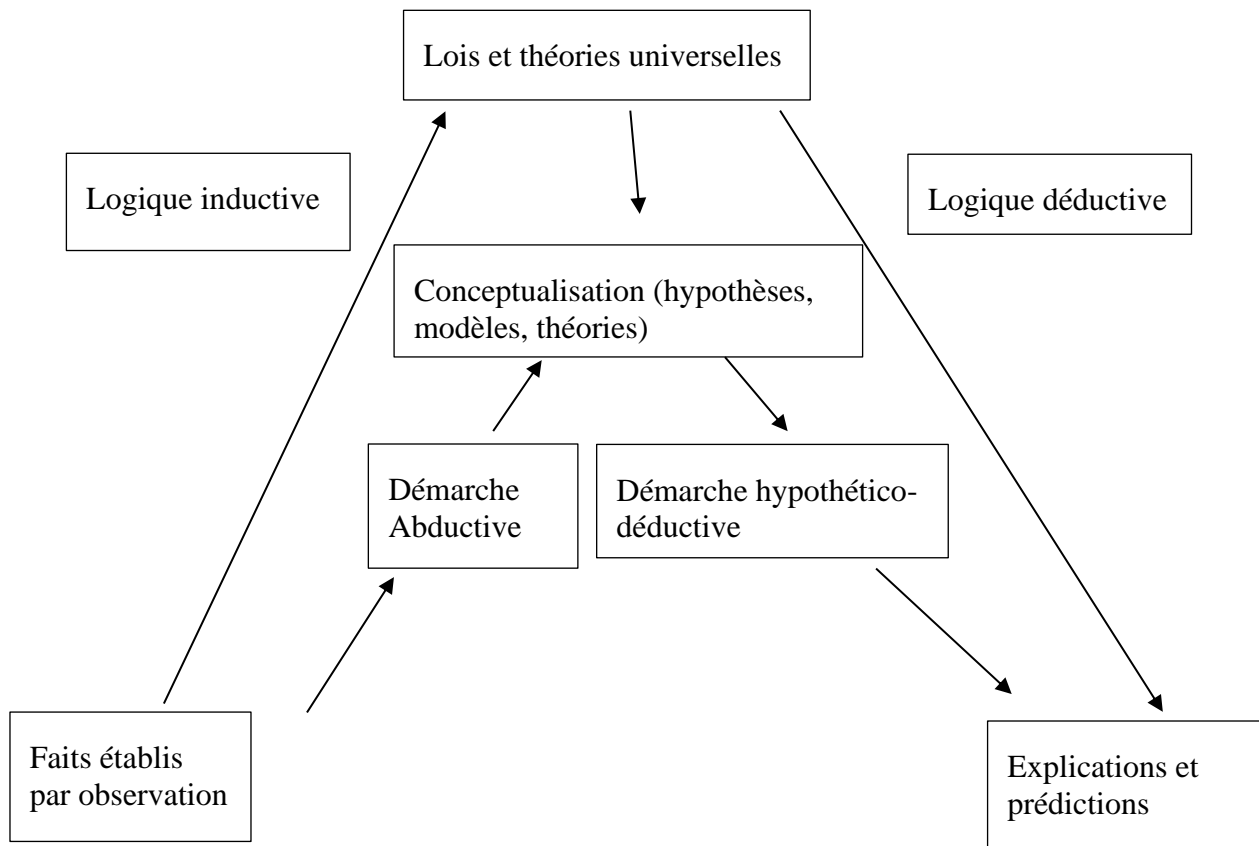 Lois et théories universelles
Logique inductive
Logique déductive
Conceptualisation (hypothèses,
modèles, théories)
Démarche
Abductive
Démarche hypothético-
déductive
Faits établis
par observation
Explications et
prédictions